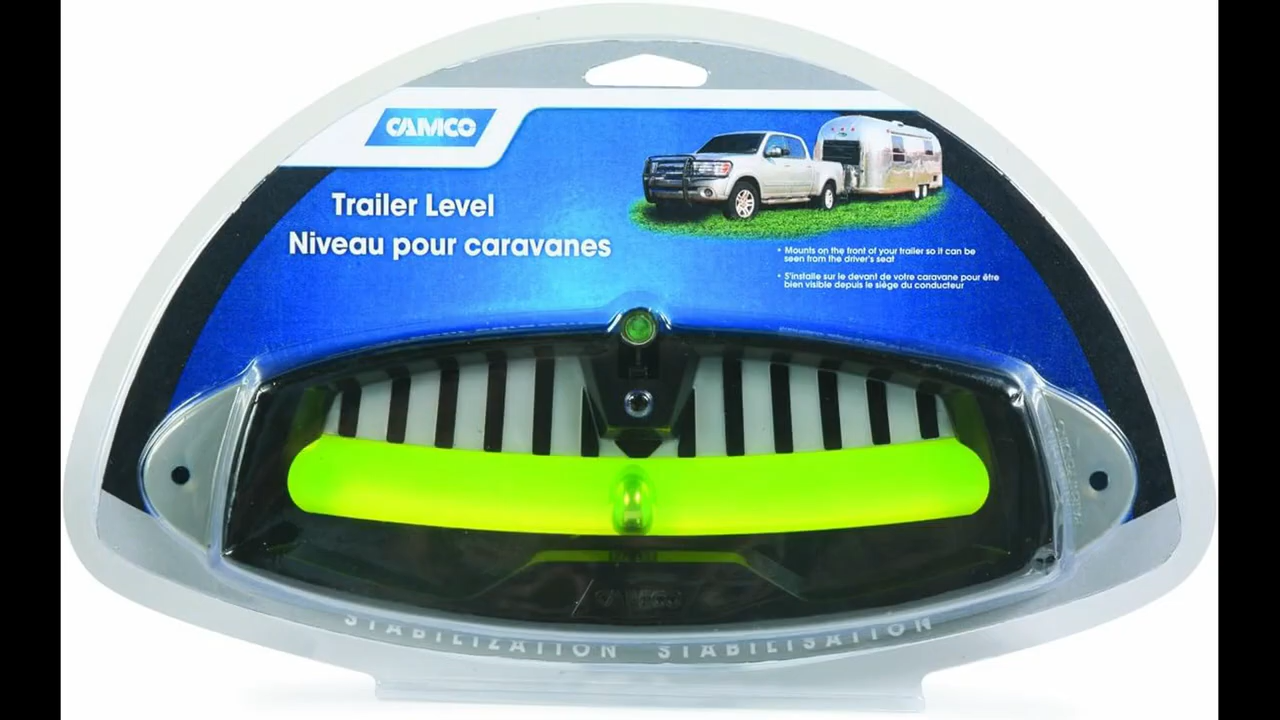 CAMCO
Trailer Level
Niveau pour caravanes
• Mounts on the front of your trailer so it can be
seen from the driver's seat
• S'installe sur le devant de votre caravane pour être
bien visible depuis le siège du conducteur
CAMCO
STABILIZATION STABILISATION